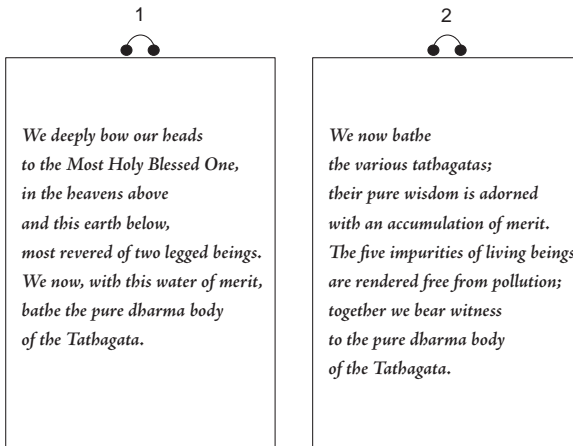 1
We deeply bow our heads
to the Most Holy Blessed One,
in the heavens above
and this earth below,
most revered of two legged beings.
We now, with this water of merit,
bathe the pure dharma body
of the Tathagata.
2
We now bathe
the various tathagatas;
their pure wisdom is adorned
with an accumulation of merit.
The five impurities of living beings
are rendered free from pollution;
together we bear witness
to the pure dharma body
of the Tathagata.